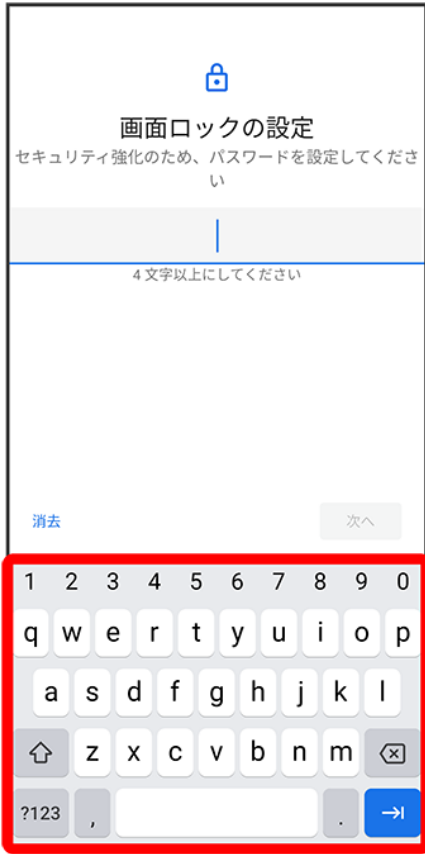 画面ロックの設定
セキュリティ強化のため、パスワードを設定してくださ
い
4 文字以上にしてください
消去 次へ
1 2 3 4 5 6 7 8 9 0
q w e r t y u i o p
a s d f g h j k l
z x c v b n m
?123 , .